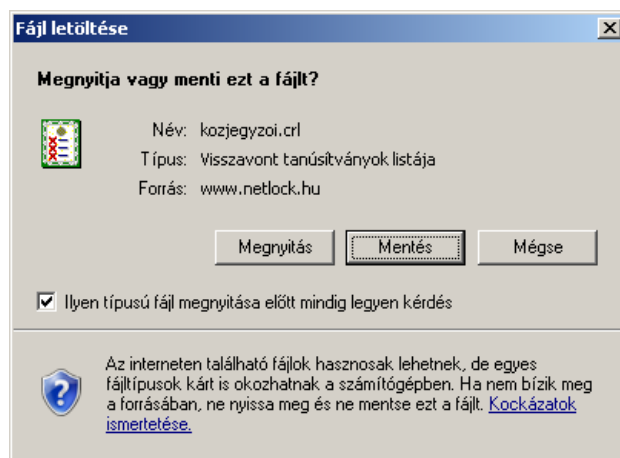 Fájl letöltése
Megnyitja vagy menti ezt a fájlt?
Név: kozjegyzoi.crl
Típus: Visszavont tanúsítványok listája
Forrás: www.netlock.hu
Megnyitás Mentés Mégse
Ilyen típusú fájl megnyitása előtt mindig legyen kérdés
Az interneten található fájlok hasznosak lehetnek, de egyes
fájltípusok kárt is okozhatnak a számítógépben. Ha nem bízik meg
a forrásában, ne nyissa meg és ne mentse ezt a fájlt. Kockázatok
ismertetése.